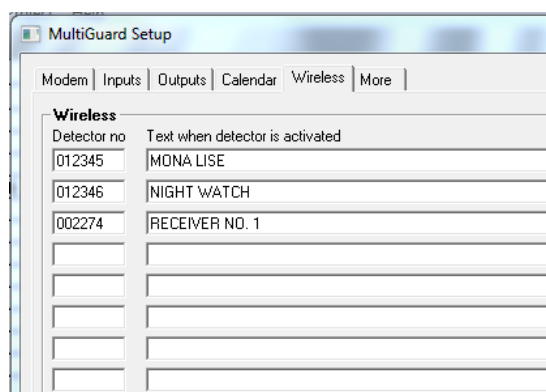 MultiGuard Setup
Modem Inputs Outputs Calendar Wireless More
Wireless
Detector no Text when detector is activated
012345 MONA LISE
012346 NIGHT WATCH
002274 RECEIVER NO. 1